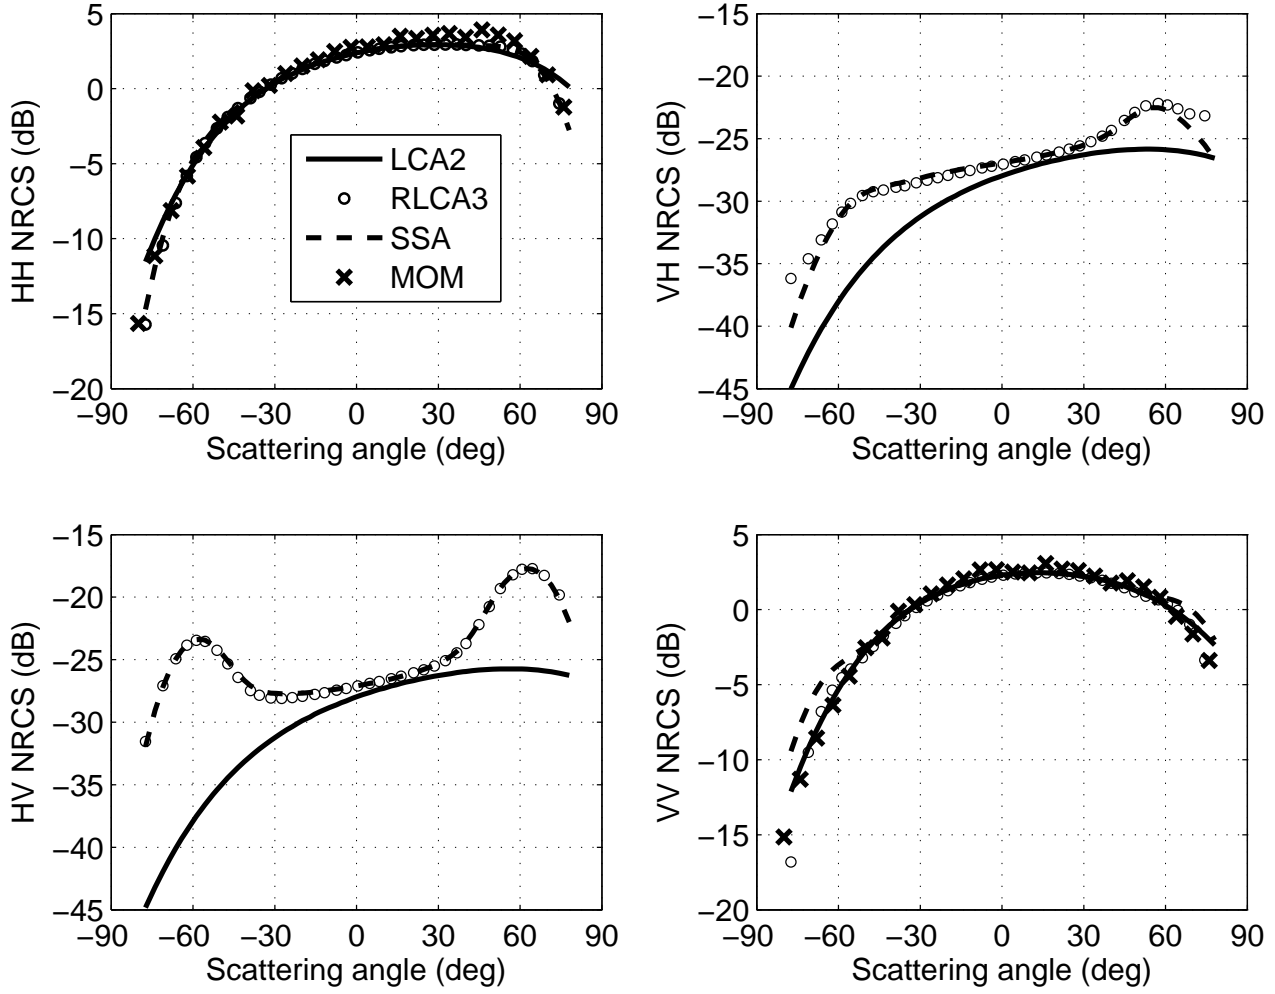 5
0
−5
−10
−15
−20
HH NRCS (dB)
LCA2
RLCA3
SSA
MOM
−90 −60 −30 0 30 60 90
Scattering angle (deg)
−15
−20
−25
−30
−35
−40
−45
VH NRCS (dB)
−90 −60 −30 0 30 60 90
Scattering angle (deg)
−15
−20
−25
−30
−35
−40
−45
HV NRCS (dB)
−90 −60 −30 0 30 60 90
Scattering angle (deg)
5
0
−5
−10
−15
−20
VV NRCS (dB)
−90 −60 −30 0 30 60 90
Scattering angle (deg)